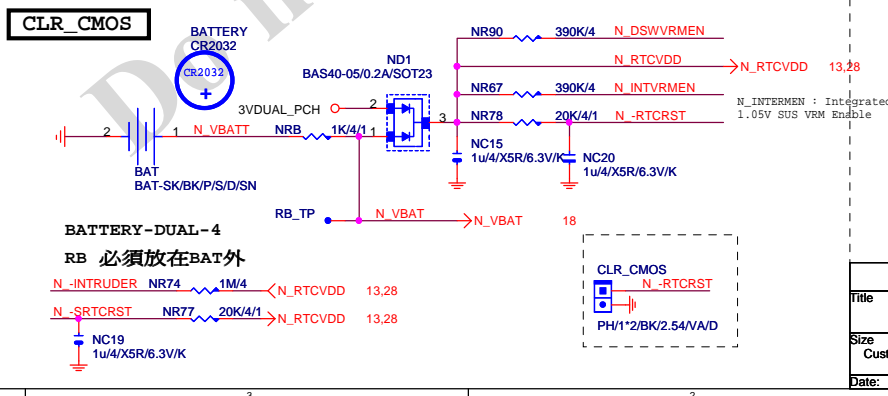 CLR_CMOS
BATTERY
CR2032
CR2032
+
Do
ND1
BAS40-05/0.2A/SOT23
NR90 390K/4 N_DSWVRMEN
N_RTCVDD N_RTCVDD 13,28
NR67 390K/4 N_INTVRMEN
N_INTERMEN : Integrated
1.05V SUS VRM Enable
3VDUAL_PCH 2
3
NR78 20K/4/1 N_-RTCRST
2 1 N_VBATT NRB 1K/4/1 1
BAT
BAT-SK/BK/P/S/D/SN
NC15
1u/4/X5R/6.3V/K
NC20
1u/4/X5R/6.3V/K
RB_TP N_VBAT N_VBAT 18
BATTERY-DUAL-4
RB 必須放在BAT外
N_-INTRUDER NR74 1M/4 N_RTCVDD 13,28
N_-SRTCRST NR77 20K/4/1 N_RTCVDD 13,28
NC19
1u/4/X5R/6.3V/K
CLR_CMOS
N_-RTCRST
PH/1*2/BK/2.54/VA/D
Title
Size
Cust
Date:
2